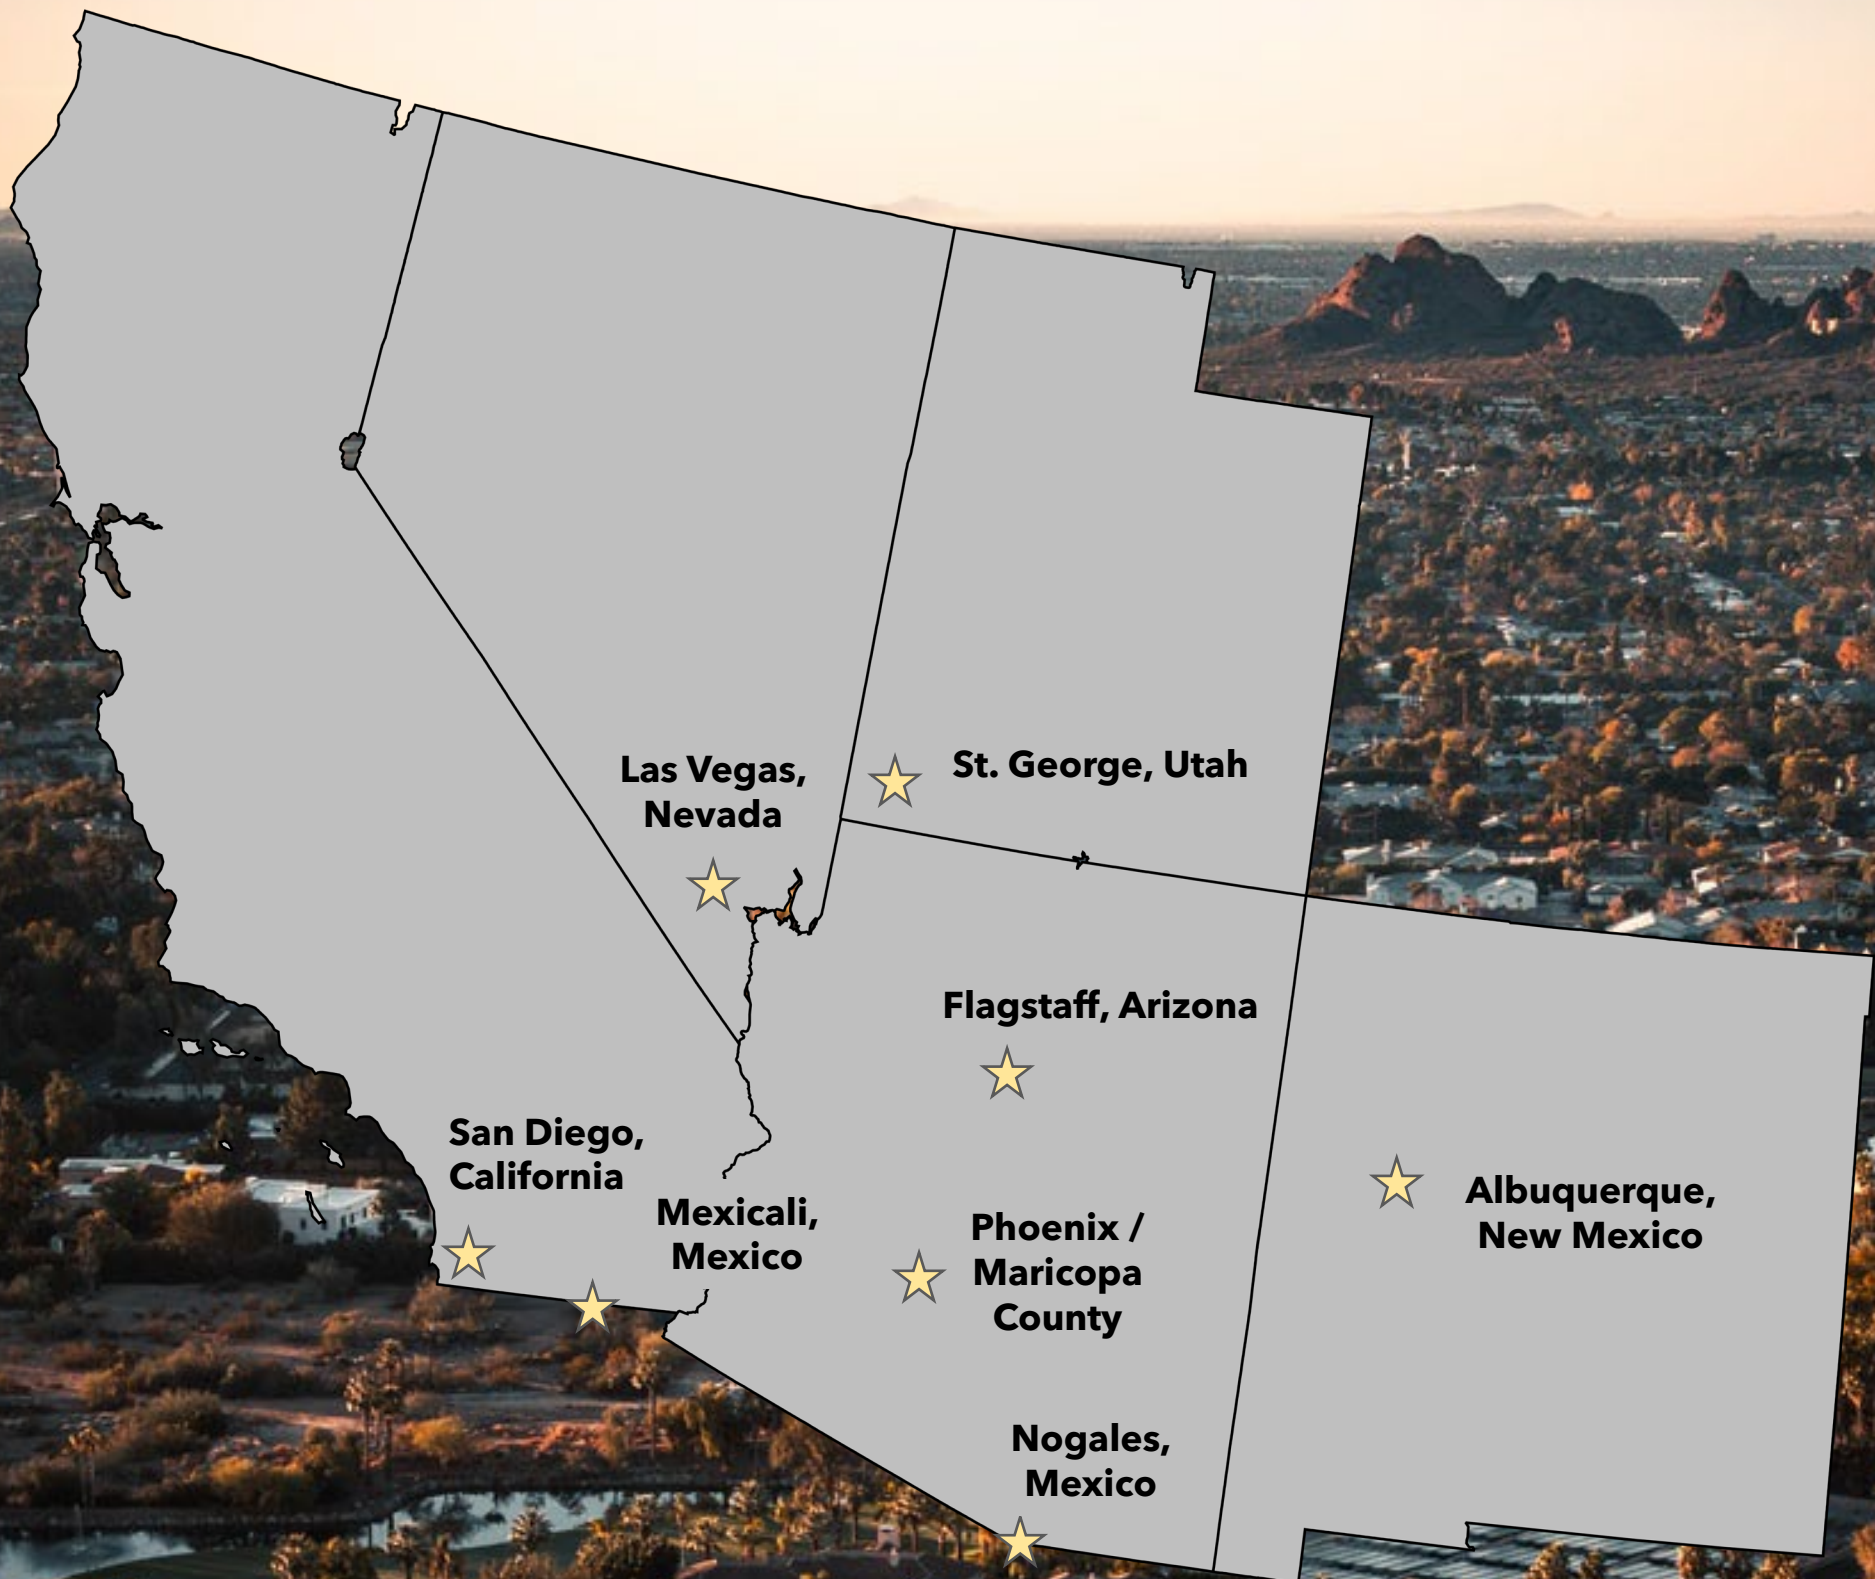 Las Vegas,
Nevada
St. George, Utah
Flagstaff, Arizona
San Diego,
California
Mexicali,
Mexico
Phoenix /
Maricopa
County
Albuquerque,
New Mexico
Nogales,
Mexico